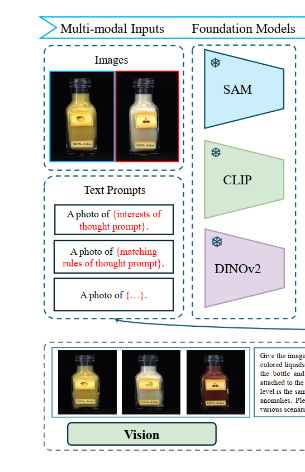 Multi-modal Inputs
Foundation Models
Images
Text Prompts
A photo of {interests of
thought prompt}.
A photo of {matching
rules of thought prompt}.
A photo of {…}.
SAM
CLIP
DINOv2
Give the imag
colored liquids
the bottle and
attached to the
level is the sam
anomalies. Ple
various scenari
Vision